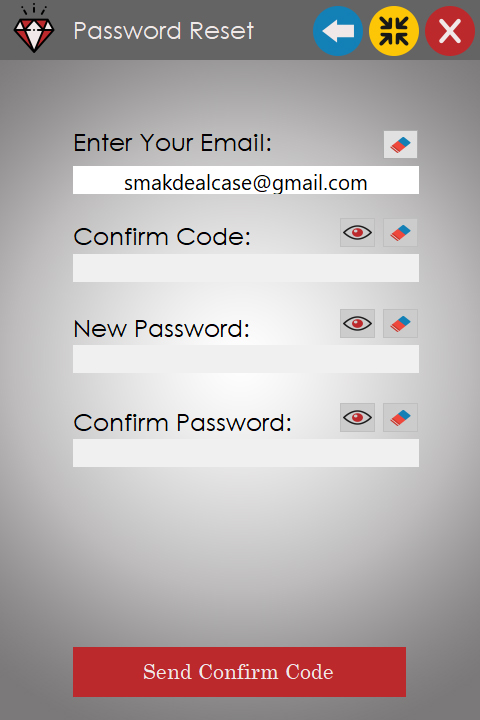 Password Reset
Enter Your Email:
smakdealcase@gmail.com
Confirm Code:
New Password:
Confirm Password:
Send Confirm Code